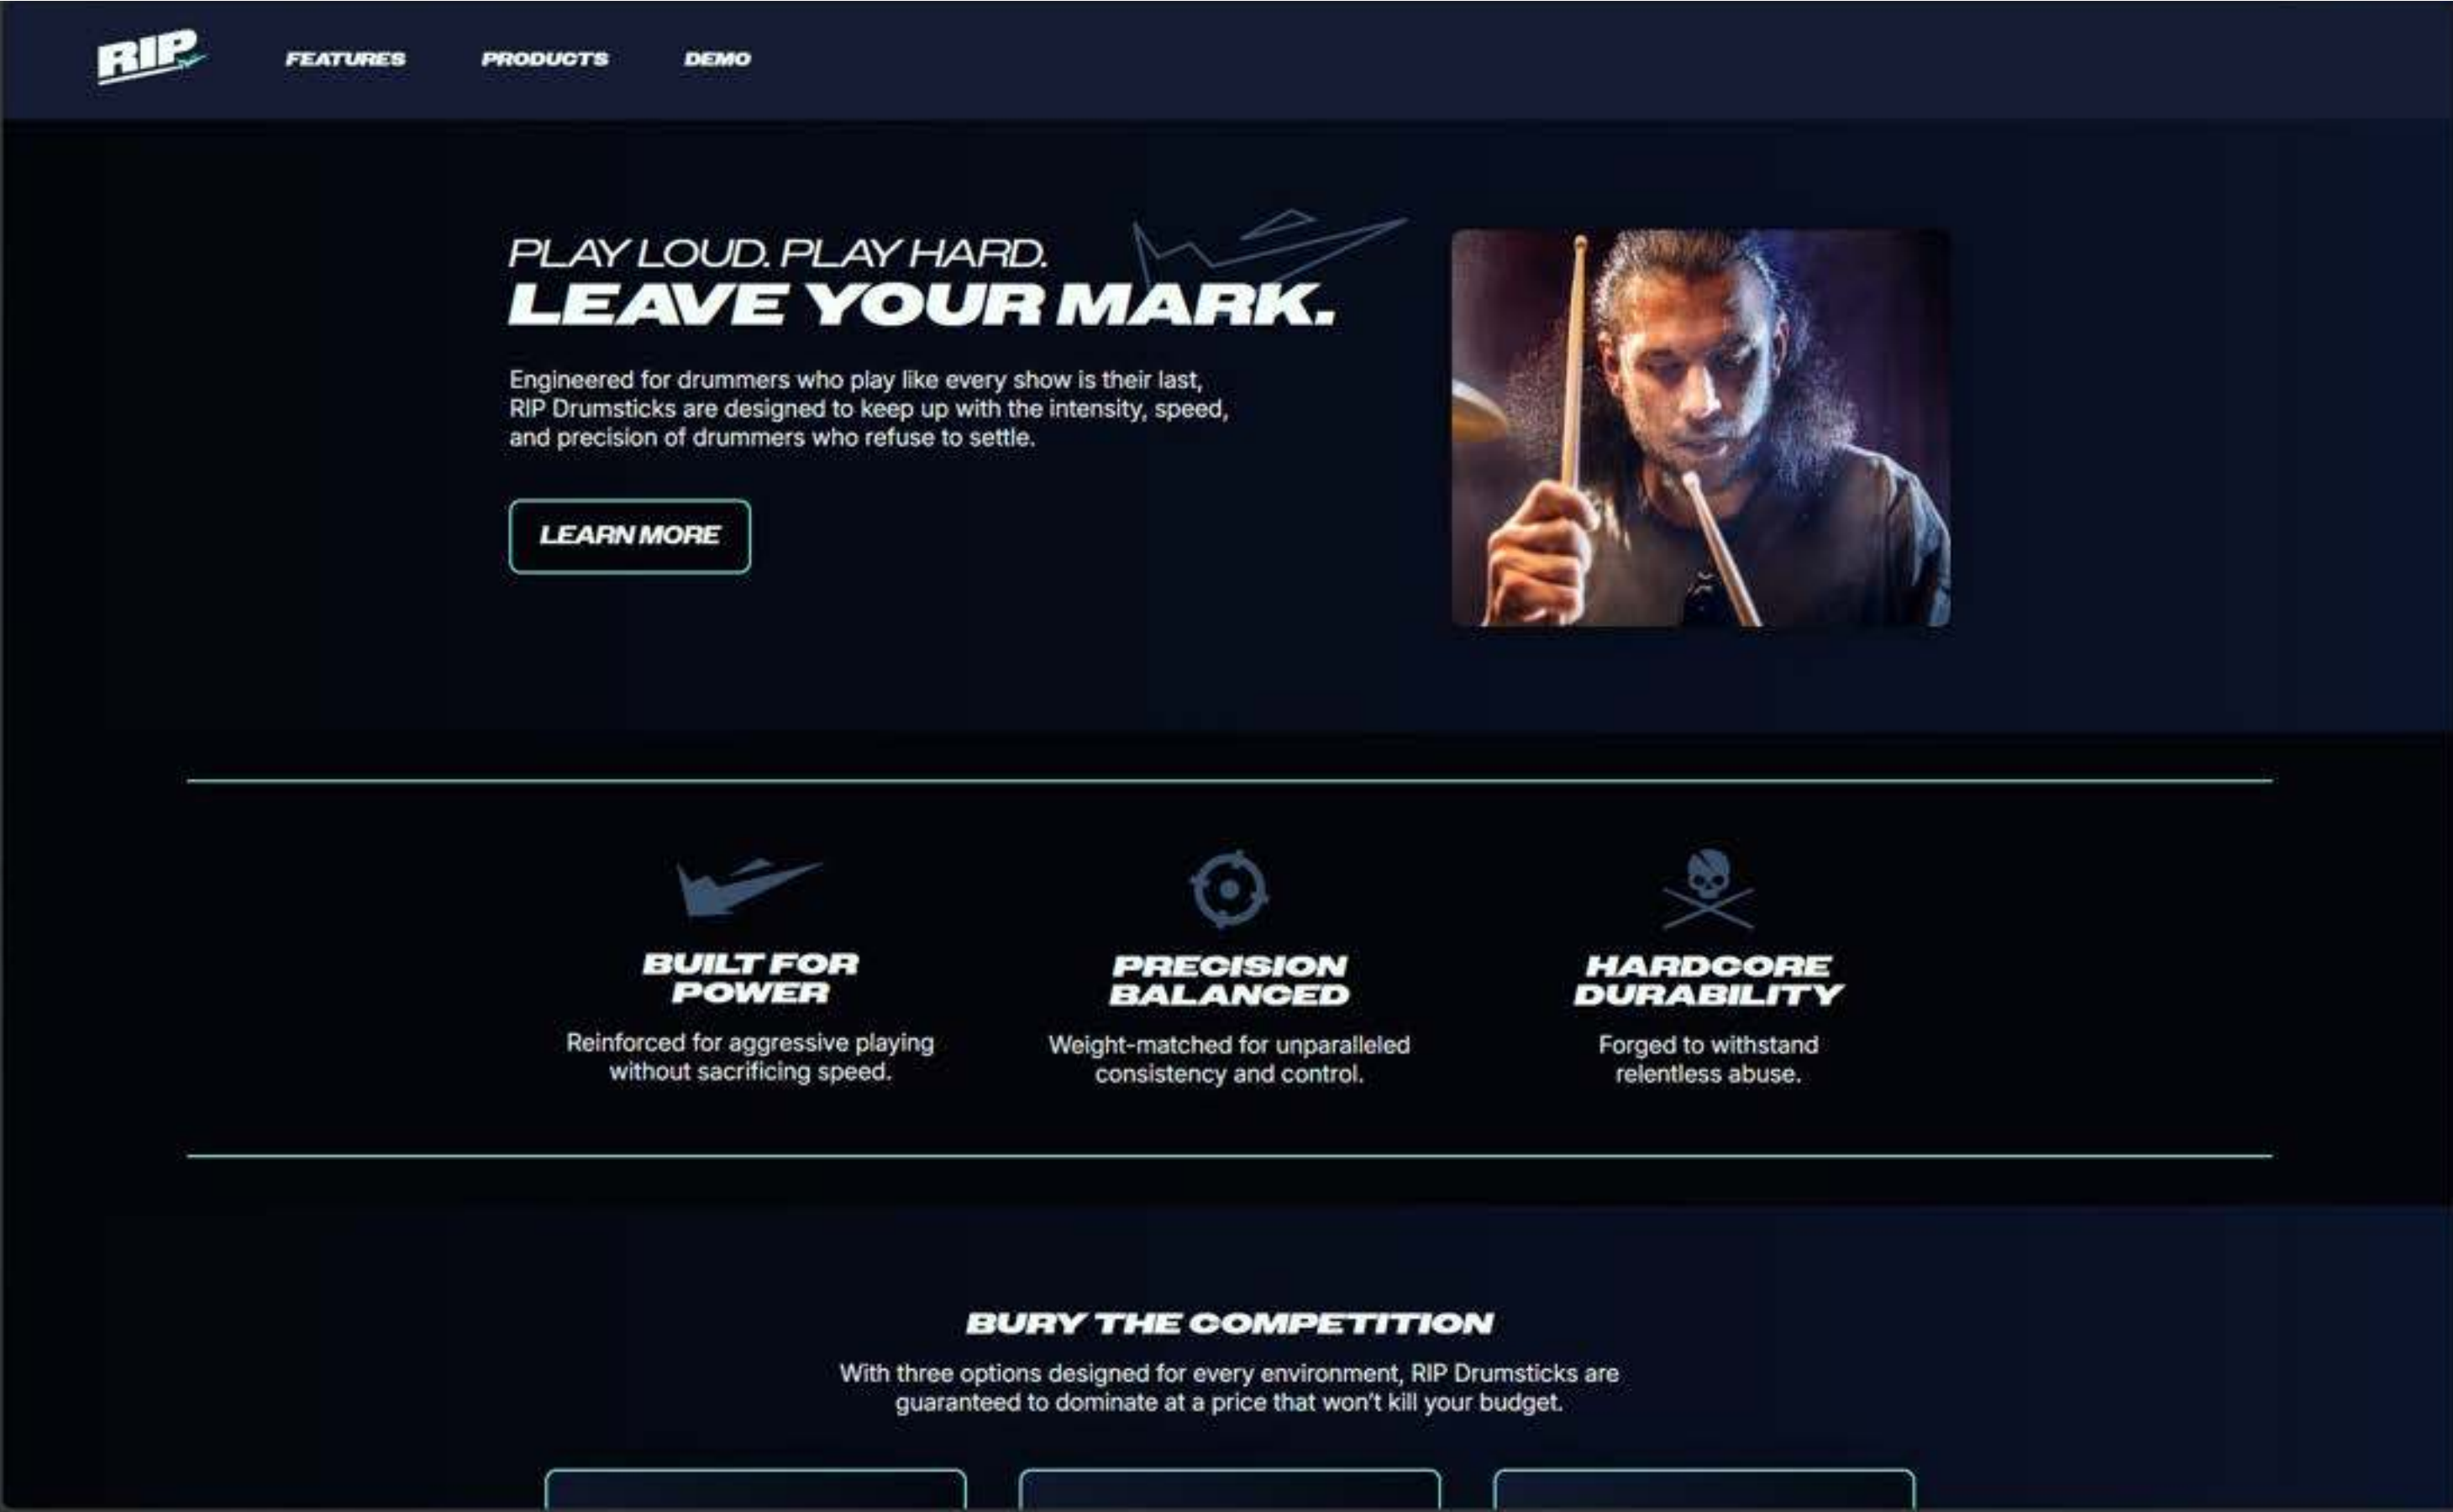 RIP
FEATURES
PRODUCTS
DEMO
PLAY LOUD. PLAY HARD.
LEAVE YOUR MARK.
Engineered for drummers who play like every show is their last,
RIP Drumsticks are designed to keep up with the intensity, speed,
and precision of drummers who refuse to settle.
LEARN MORE
BUILT FOR
POWER
Reinforced for aggressive playing
without sacrificing speed.
PRECISION
BALANCED
Weight-matched for unparalleled
consistency and control.
HARDCORE
DURABILITY
Forged to withstand
relentless abuse.
BURY THE COMPETITION
With three options designed for every environment, RIP Drumsticks are
guaranteed to dominate at a price that won’t kill your budget.